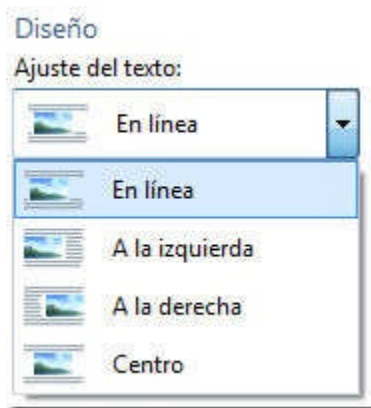 Diseño
Ajuste del texto:
En línea
En línea
A la izquierda
A la derecha
Centro